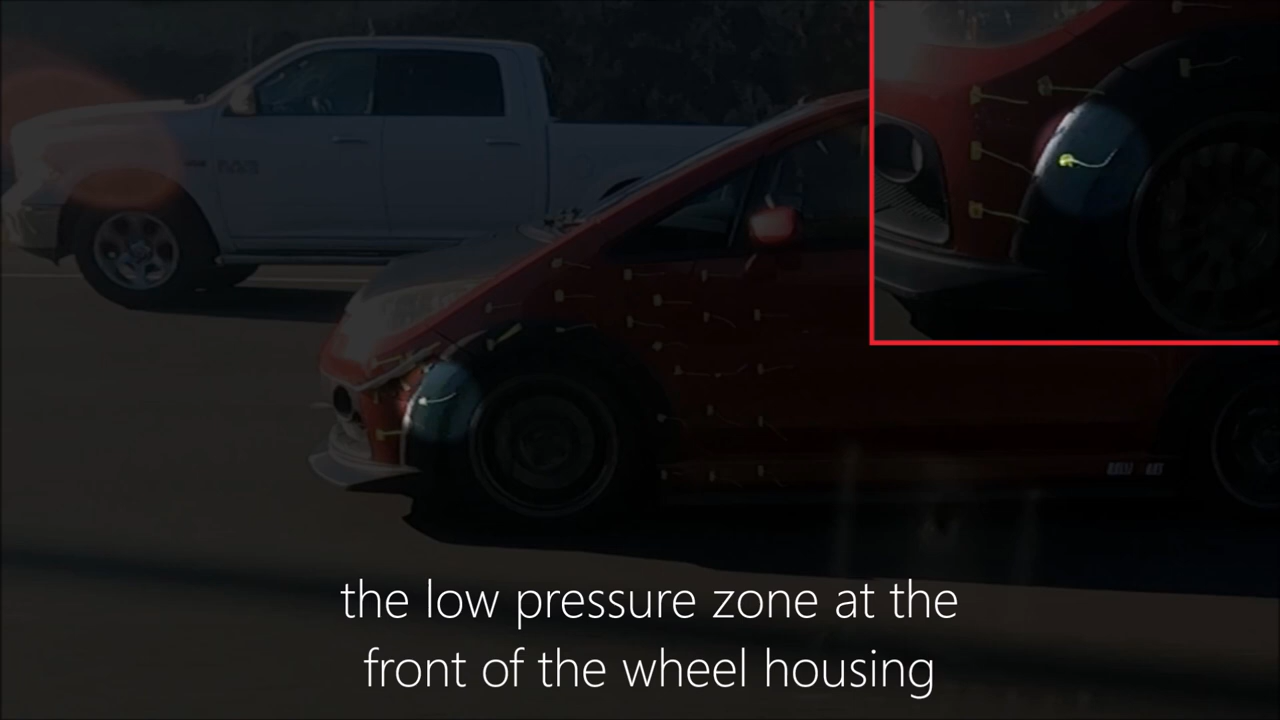 the low pressure zone at the
front of the wheel housing